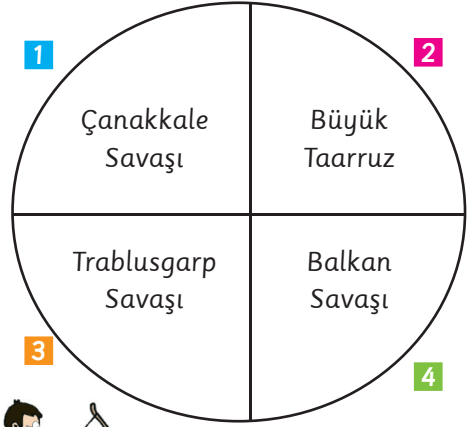 1
2
Çanakkale
Savaşı
Büyük
Taarruz
Trablusgarp
Savaşı
Balkan
Savaşı
3
4